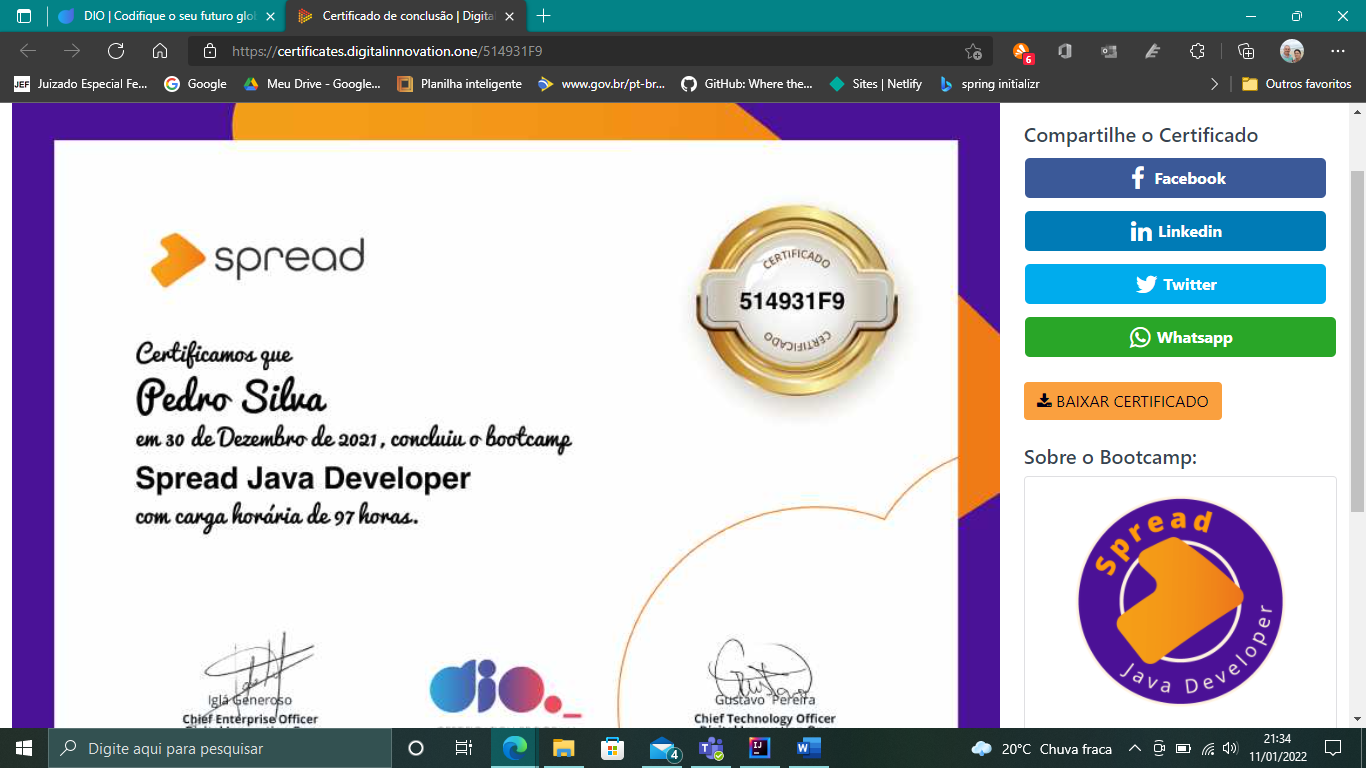 DIO | Codifique o seu futuro glo
Certificado de conclusão | Digita
https://certificates.digitalinnovation.one/514931F9
6
JEF Juizado Especial Fe...
Google
Meu Drive - Google...
Planilha inteligente
www.gov.br/pt-br...
GitHub: Where the...
Sites | Netlify
spring initializr
Outros favoritos
spread
CERTIFICADO
514931F9
CERTIFICADO
Certificamos que
Pedro Silva
em 30 de Dezembro de 2021, concluiu o bootcamp
Spread Java Developer
com carga horária de 97 horas.
Iglá Generoso
Chief Enterprise Officer
dio.
Gustavo Pereira
Chief Technology Officer
Compartilhe o Certificado
Facebook
Linkedin
Twitter
Whatsapp
BAIXAR CERTIFICADO
Sobre o Bootcamp:
Spread
Java Developer
Digite aqui para pesquisar
4
20°C Chuva fraca
21:34
11/01/2022